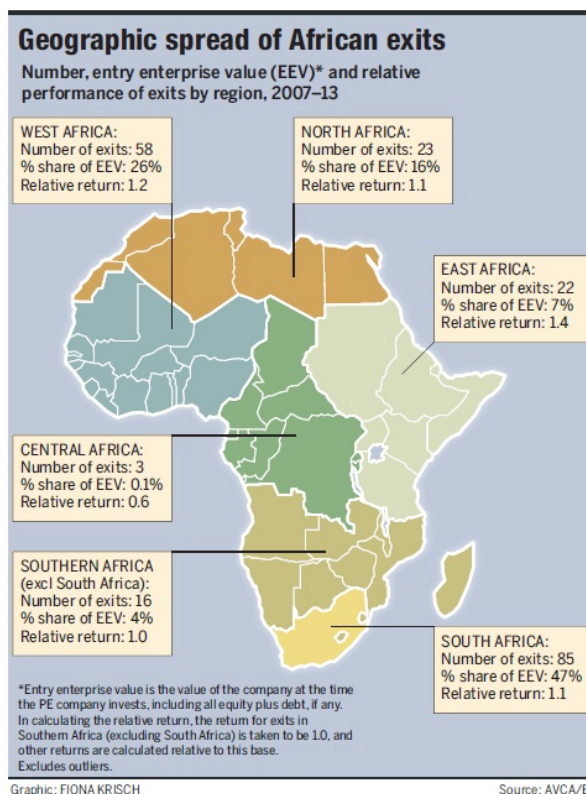 Geographic spread of African exits
Number, entry enterprise value (EEV)* and relative
performance of exits by region, 2007–13
WEST AFRICA:
Number of exits: 58
% share of EEV: 26%
Relative return: 1.2
NORTH AFRICA:
Number of exits: 23
% share of EEV: 16%
Relative return: 1.1
EAST AFRICA:
Number of exits: 22
% share of EEV: 7%
Relative return: 1.4
CENTRAL AFRICA:
Number of exits: 3
% share of EEV: 0.1%
Relative return: 0.6
SOUTHERN AFRICA
(excl South Africa):
Number of exits: 16
% share of EEV: 4%
Relative return: 1.0
SOUTH AFRICA:
Number of exits: 85
% share of EEV: 47%
Relative return: 1.1
*Entry enterprise value is the value of the company at the time
the PE company invests, including all equity plus debt, if any.
In calculating the relative return, the return for exits in
Southern Africa (excluding South Africa) is taken to be 1.0, and
other returns are calculated relative to this base.
Excludes outliers.
Graphic: FIONA KRISCH
Source: AVCA/